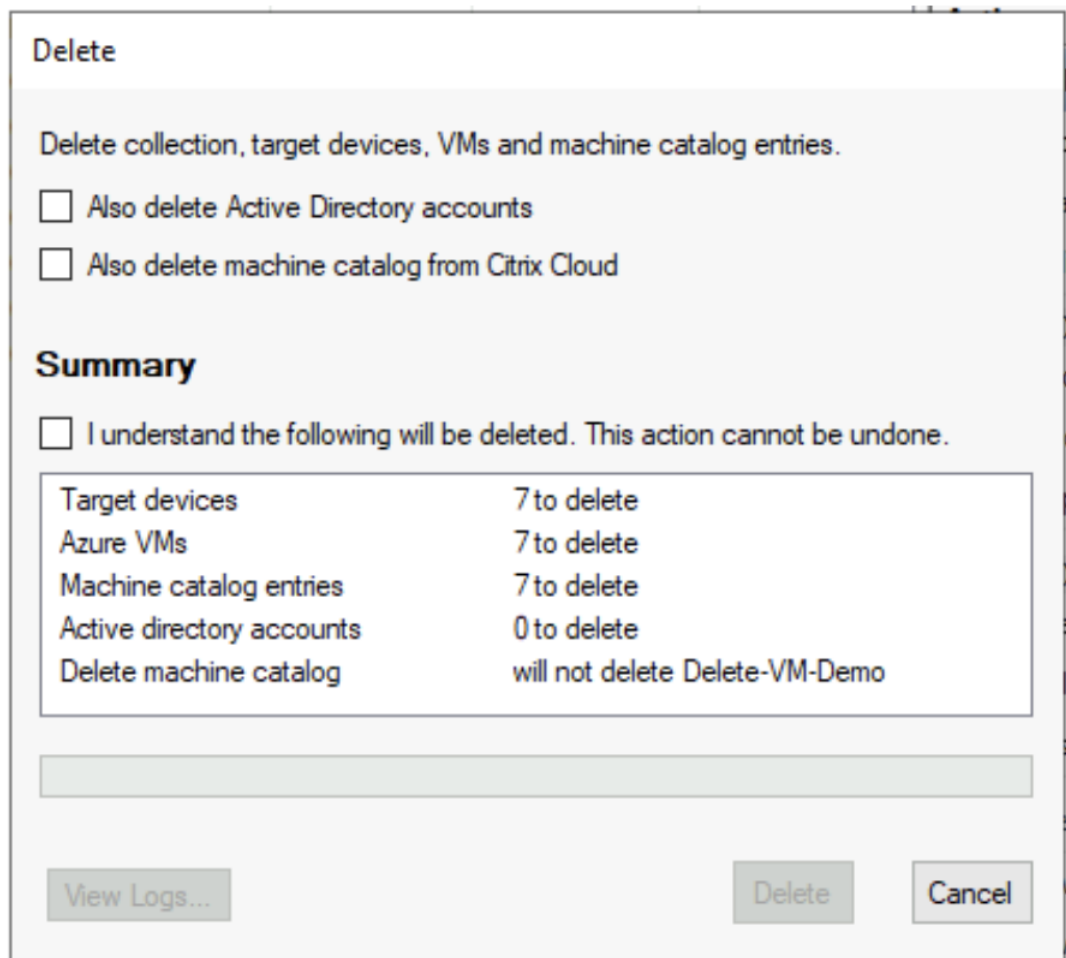 Delete
Delete collection, target devices, VMs and machine catalog entries.
Also delete Active Directory accounts
Also delete machine catalog from Citrix Cloud
Summary
I understand the following will be deleted. This action cannot be undone.
Target devices 7 to delete
Azure VMs 7 to delete
Machine catalog entries 7 to delete
Active directory accounts 0 to delete
Delete machine catalog will not delete Delete-VM-Demo
View Logs... Delete Cancel